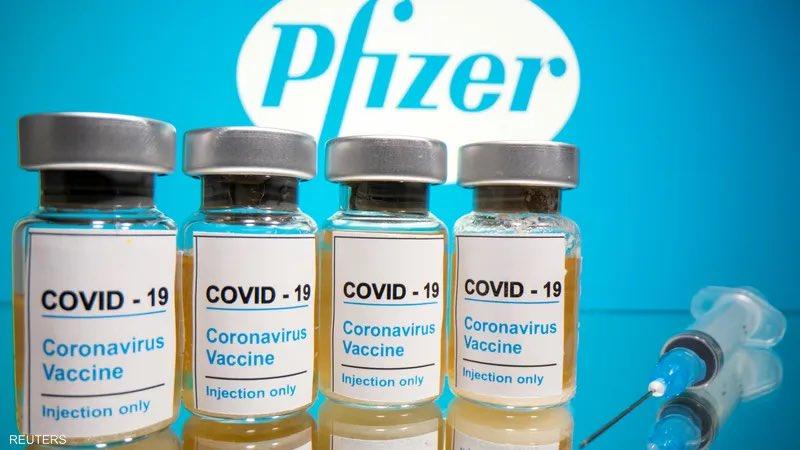 Pfizer
COVID - 19
Coronavirus
Vaccine
Injection only
COVID - 19
Coronavirus
Vaccine
Injection only
COVID - 19
Coronavirus
Vaccine
Injection only
COVID - 19
Coronavirus
Vaccine
Injection only
REUTERS